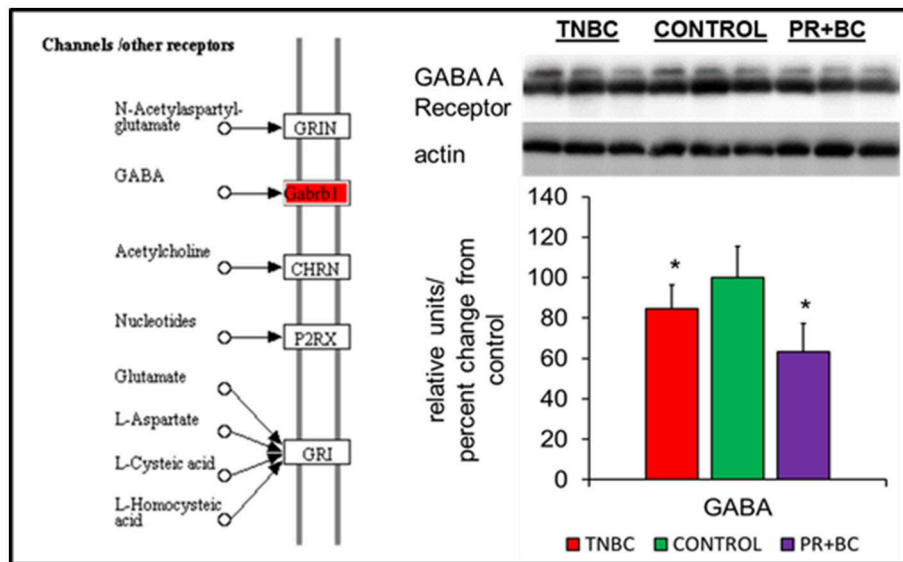 Channels /other receptors
N-Acetylaspartyl-
glutamate
GRIN
GABA
Gabrb1
Acetylcholine
CHRN
Nucleotides
P2RX
Glutamate
L-Aspartate
GRI
L-Cysteic acid
L-Homocysteic
acid
TNBC CONTROL PR+BC
GABA A
Receptor
actin
relative units/
percent change from
control
140
120
100
80
60
40
20
0
*
*
GABA
TNBC CONTROL PR+BC